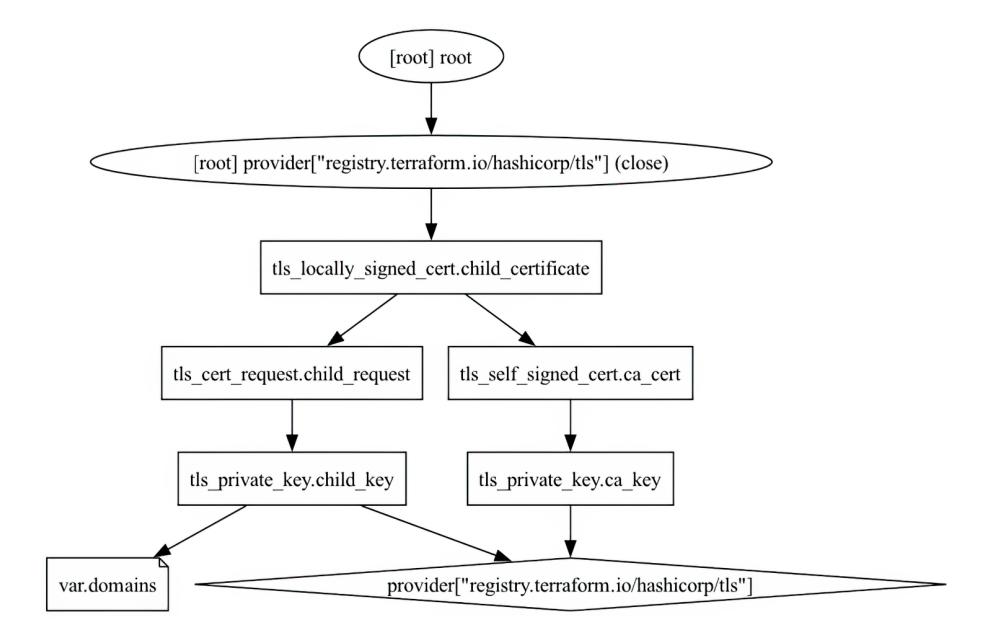 [root] root
[root] provider["registry.terraform.io/hashicorp/tls"] (close)
tls_locally_signed_cert.child_certificate
tls_cert_request.child_request
tls_self_signed_cert.ca_cert
tls_private_key.child_key
tls_private_key.ca_key
var.domains
provider["registry.terraform.io/hashicorp/tls"]